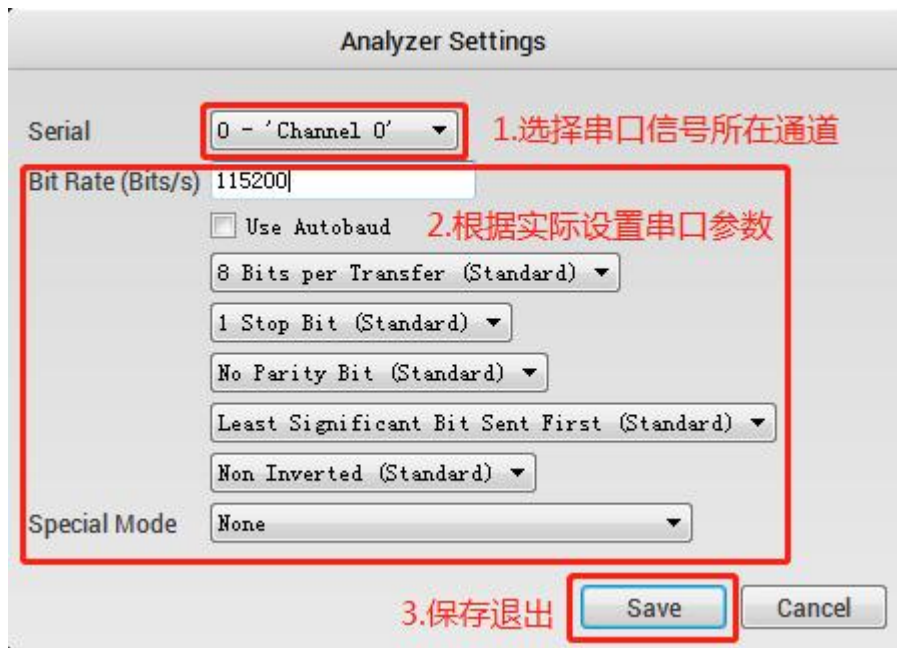 Analyzer Settings
Serial 0 - 'Channel 0' 1.选择串口信号所在通道
Bit Rate (Bits/s) 115200
Use Autobaud 2.根据实际设置串口参数
8 Bits per Transfer (Standard)
1 Stop Bit (Standard)
No Parity Bit (Standard)
Least Significant Bit Sent First (Standard)
Non Inverted (Standard)
Special Mode None
3.保存退出 Save Cancel